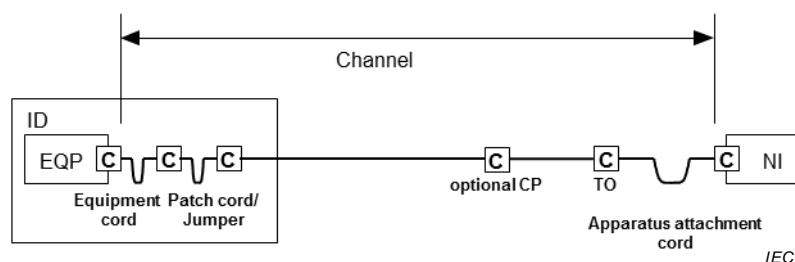 Channel
ID
EQP C C C C C C NI
optional CP
TO
Equipment
cord
Patch cord/
Jumper
Apparatus attachment
cord
IEC